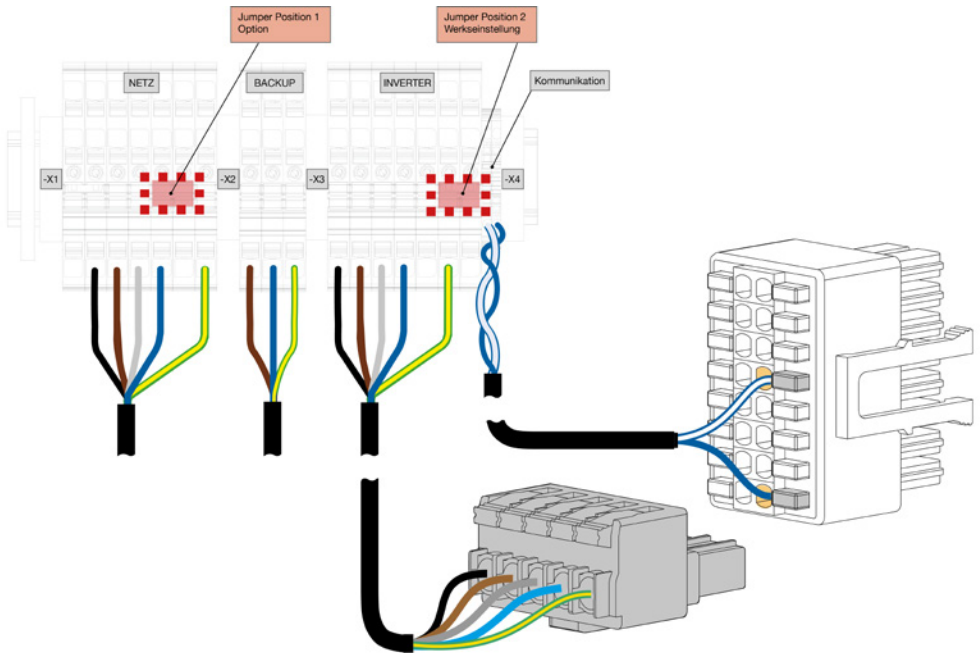 Jumper Position 1
Option
Jumper Position 2
Werkseinstellung
NETZ
BACKUP
INVERTER
Kommunikation
-X1
-X2
-X3
-X4